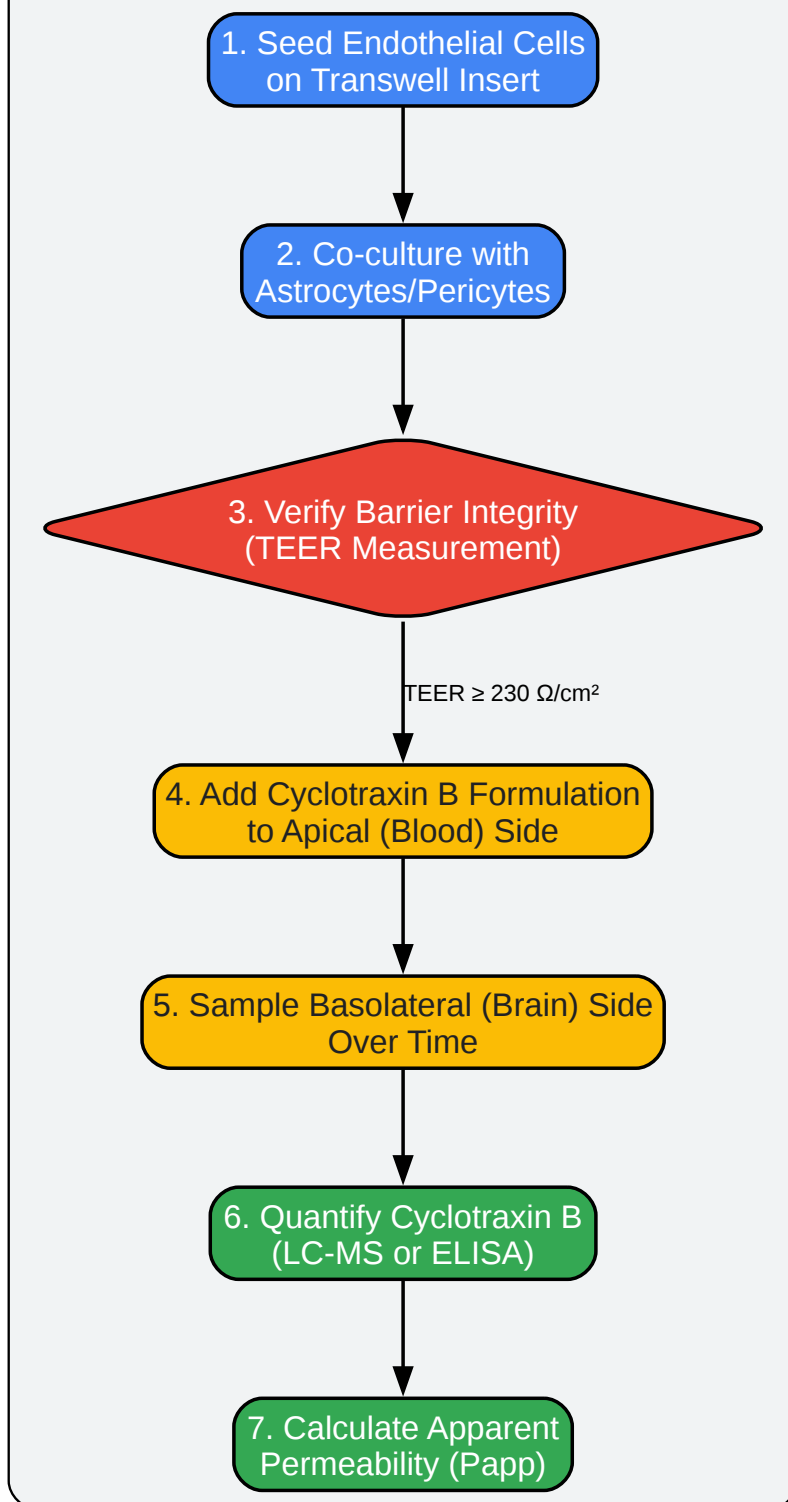 1. Seed Endothelial Cells
on Transwell Insert
2. Co-culture with
Astrocytes/Pericytes
3. Verify Barrier Integrity
(TEER Measurement)
TEER ≥ 230 Ω/cm²
4. Add Cyclotraxin B Formulation
to Apical (Blood) Side
5. Sample Basolateral (Brain) Side
Over Time
6. Quantify Cyclotraxin B
(LC-MS or ELISA)
7. Calculate Apparent
Permeability (Papp)